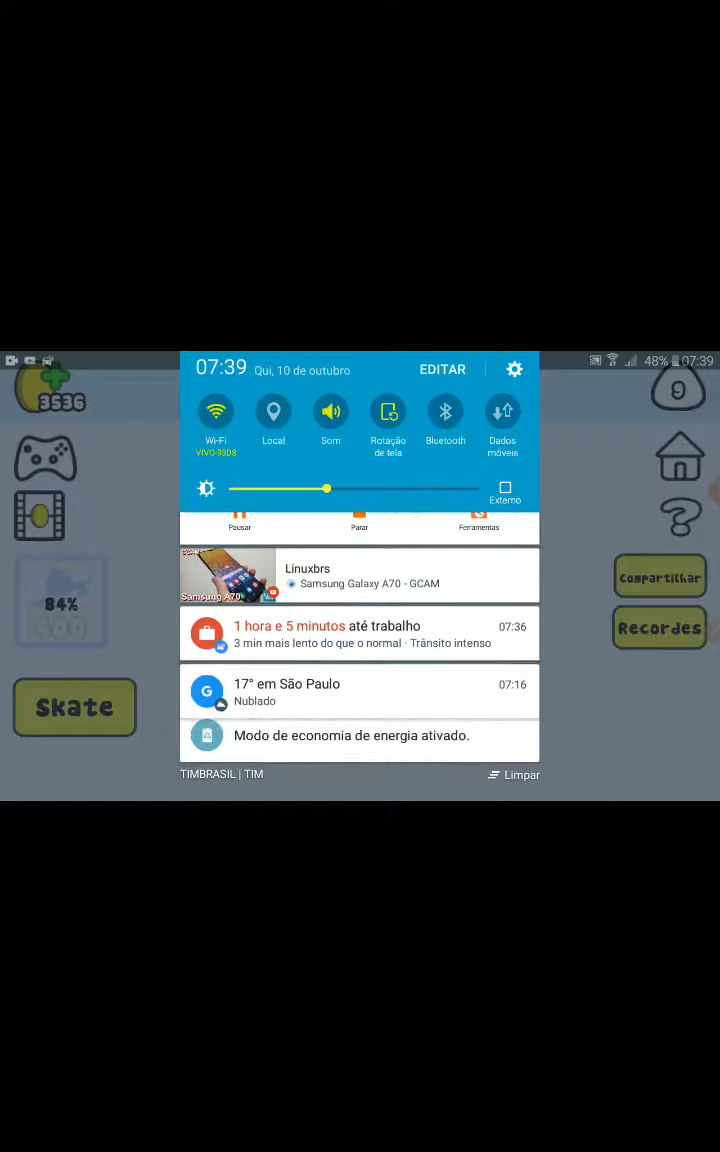 48% 07:39
07:39 Qui, 10 de outubro EDITAR
3536
9
Wi-Fi
VIVO-93D8
Local
Som
Rotação
de tela
Bluetooth
Dados
móveis
Externo
Pausar
Parar
Ferramentas
GCAM
Samsung A70
Linuxbrs
Samsung Galaxy A70 - GCAM
84%
Compartilhar
Recordes
1 hora e 5 minutos até trabalho 07:36
3 min mais lento do que o normal · Trânsito intenso
17° em São Paulo 07:16
Nublado
Skate
Modo de economia de energia ativado.
TIMBRASIL | TIM
Limpar